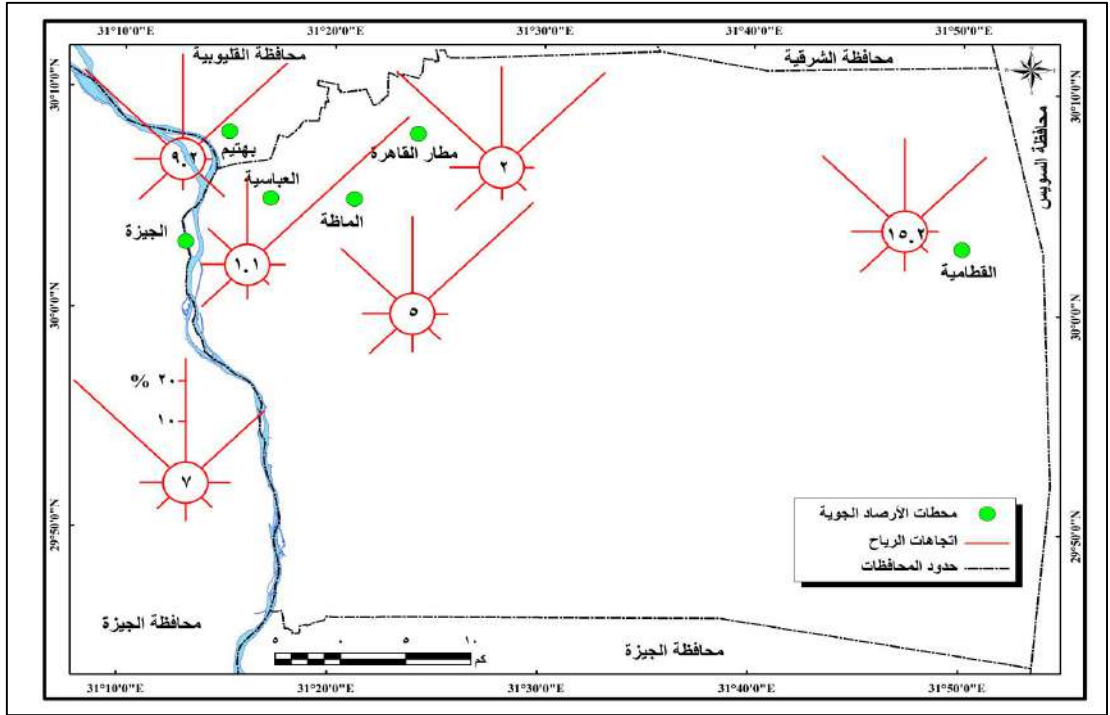 31°10'0"E 31°20'0"E 31°30'0"E 31°40'0"E 31°50'0"E
محافظة القليوبية
محافظة الشرقية
30°10'0"N
30°10'0"N
محافظة السويس
بهتيم
مطار القاهرة
٩.٢
٢
العباسية
الماظة
الجيزة
١٥.٢
القطامية
١.١
30°0'0"N
٥
30°0'0"N
% ٢٠
١٠
٧
محطات الأرصاد الجوية
29°50'0"N
اتجاهات الرياح
29°50'0"N
حدود المحافظات
محافظة الجيزة
محافظة الجيزة
٥ ٠ ٥ ١٠
كم
31°10'0"E 31°20'0"E 31°30'0"E 31°40'0"E 31°50'0"E